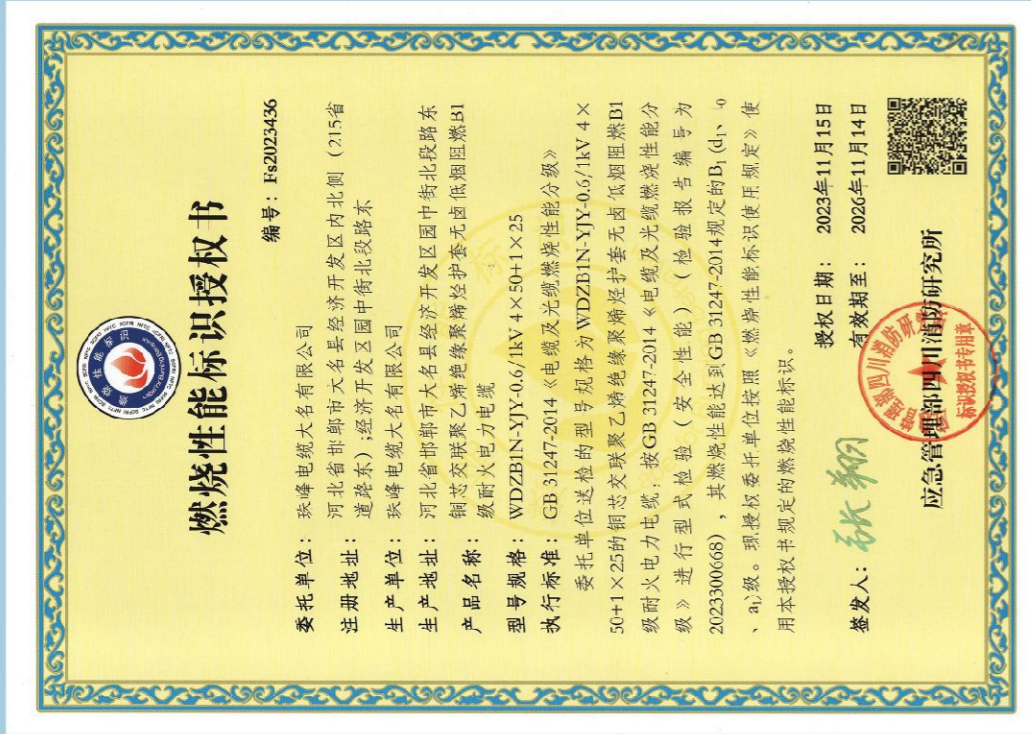 燃烧性能标识授权书
编号：Fs2023436
委托单位：玦峰电缆大名有限公司
注册地址：河北省邯郸市大名县经济开发区内北侧（215省
道路东）;经济开发区园中街北段路东
生产单位：玦峰电缆大名有限公司
生产地址：河北省邯郸市大名县经济开发区园中街北段路东
产品名称：铜芯交联聚乙烯绝缘聚烯烃护套无卤低烟阻燃B1
级耐火电力电缆
型号规格：WDZB1N-YJY-0.6/1kV 4×50+1×25
执行标准：GB 31247-2014《电缆及光缆燃烧性能分级》
委托单位送检的型号规格为WDZB1N-YJY-0.6/1kV 4×
50+1×25的铜芯交联聚乙烯绝缘聚烯烃护套无卤低烟阻燃B1
级耐火电力电缆，按GB 31247-2014《电缆及光缆燃烧性能分
级》进行型式检验（安全性能）（检验报告编号为
2023300668），其燃烧性能达到GB 31247-2014规定的B₁(d₁、t₀
、a₁)级。现授权委托单位按照《燃烧性能标识使用规定》使
用本授权书规定的燃烧性能标识。
授权日期：2023年11月15日
签发人：
有效期至：2026年11月14日
应急管理部四川消防研究所
标识授权书专用章